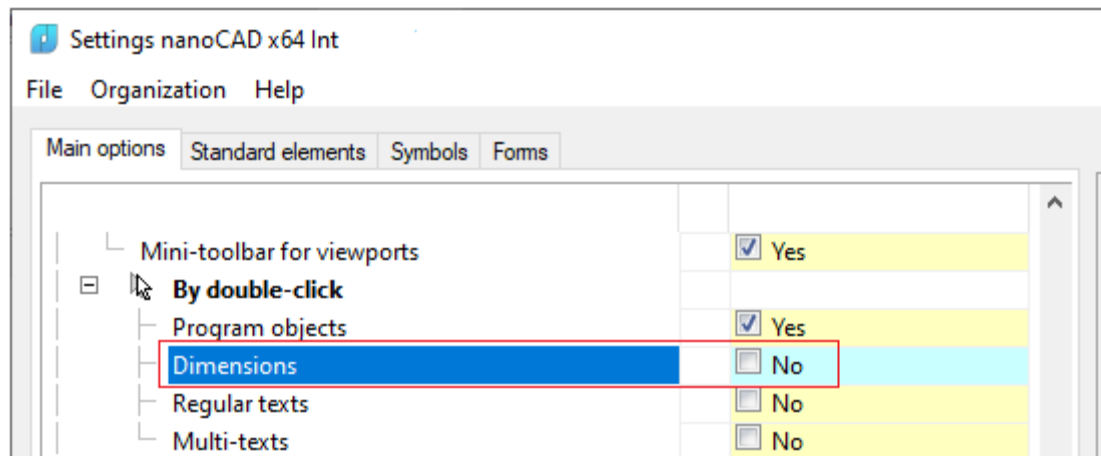 Settings nanoCAD x64 Int
File Organization Help
Main options Standard elements Symbols Forms
Mini-toolbar for viewports Yes
By double-click
Program objects Yes
Dimensions No
Regular texts No
Multi-texts No